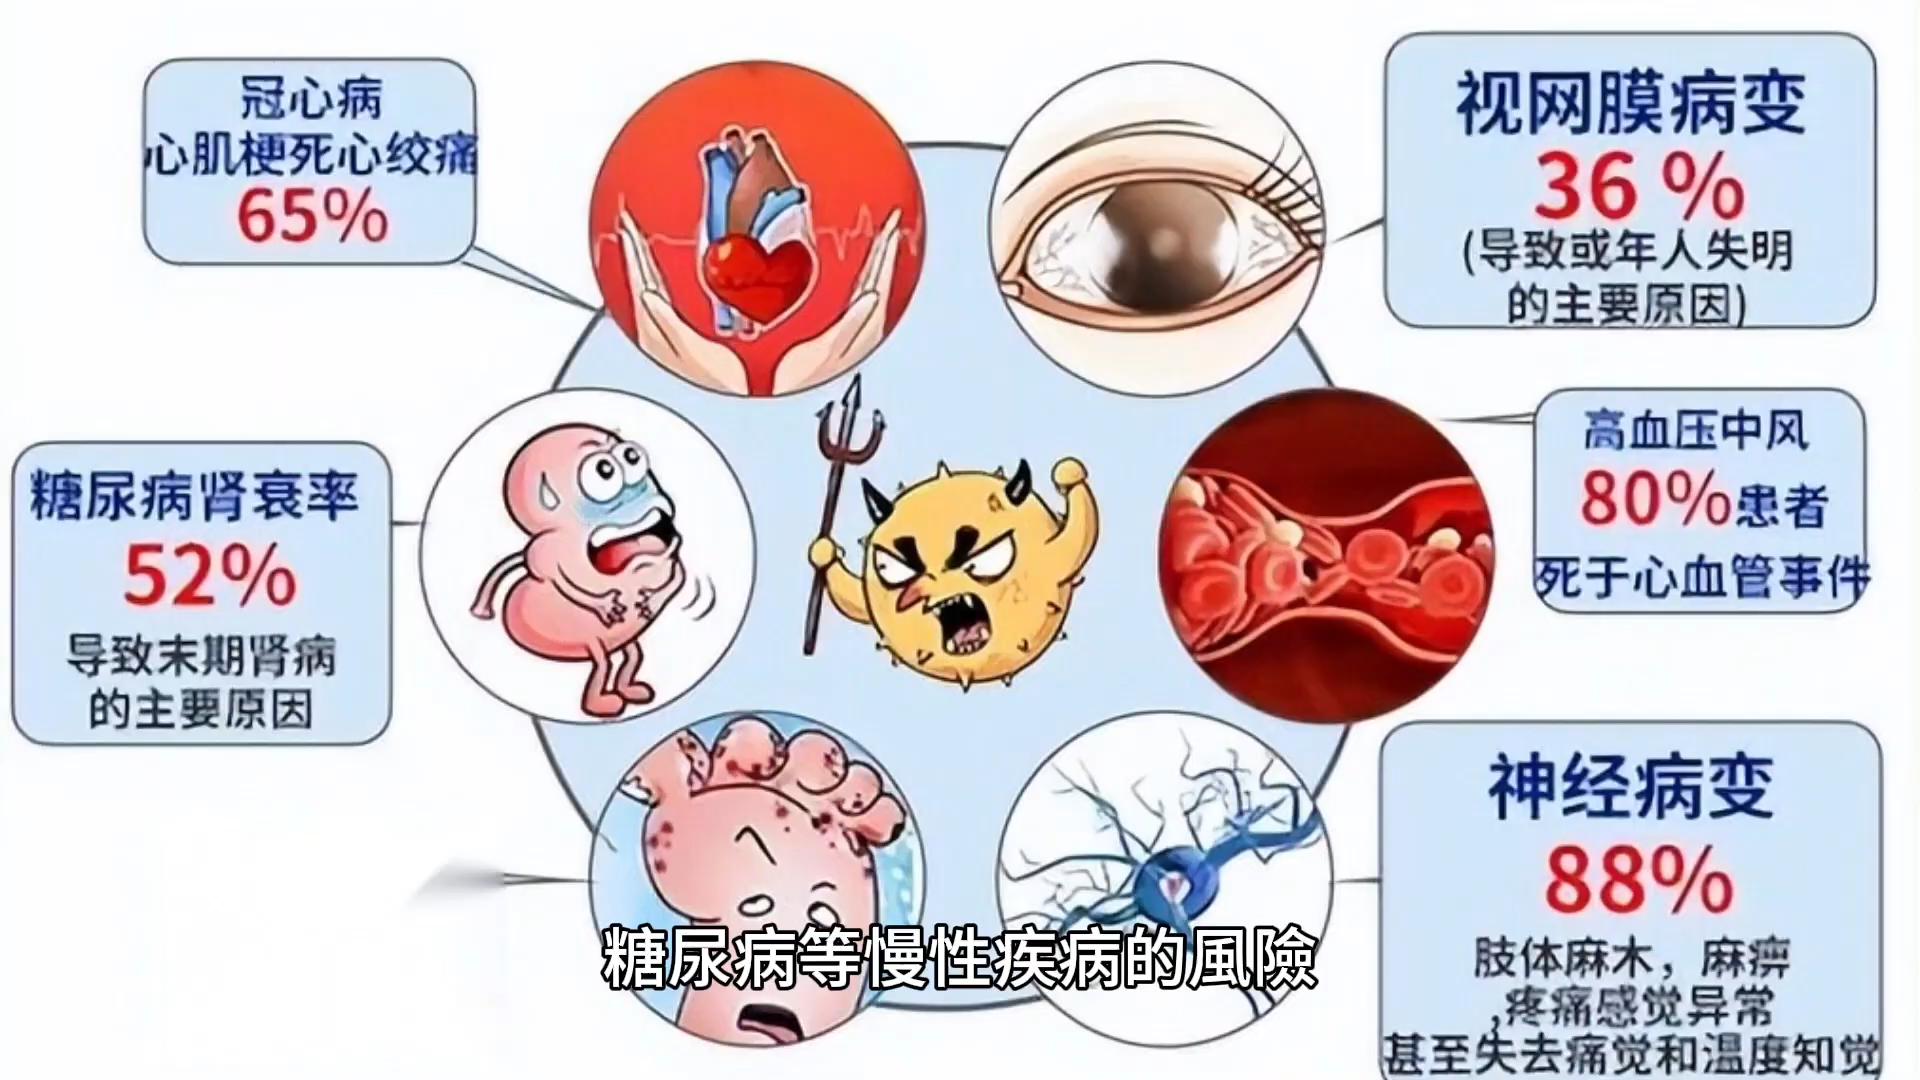 冠心病
心肌梗死心绞痛
65%
视网膜病变
36 %
(导致或年人失明
的主要原因)
糖尿病肾衰率
52%
导致末期肾病
的主要原因
高血压中风
80%患者
死于心血管事件
神经病变
88%
肢体麻木，麻痹
,疼痛感觉异常
甚至失去痛觉和温度知觉
糖尿病等慢性疾病的風險